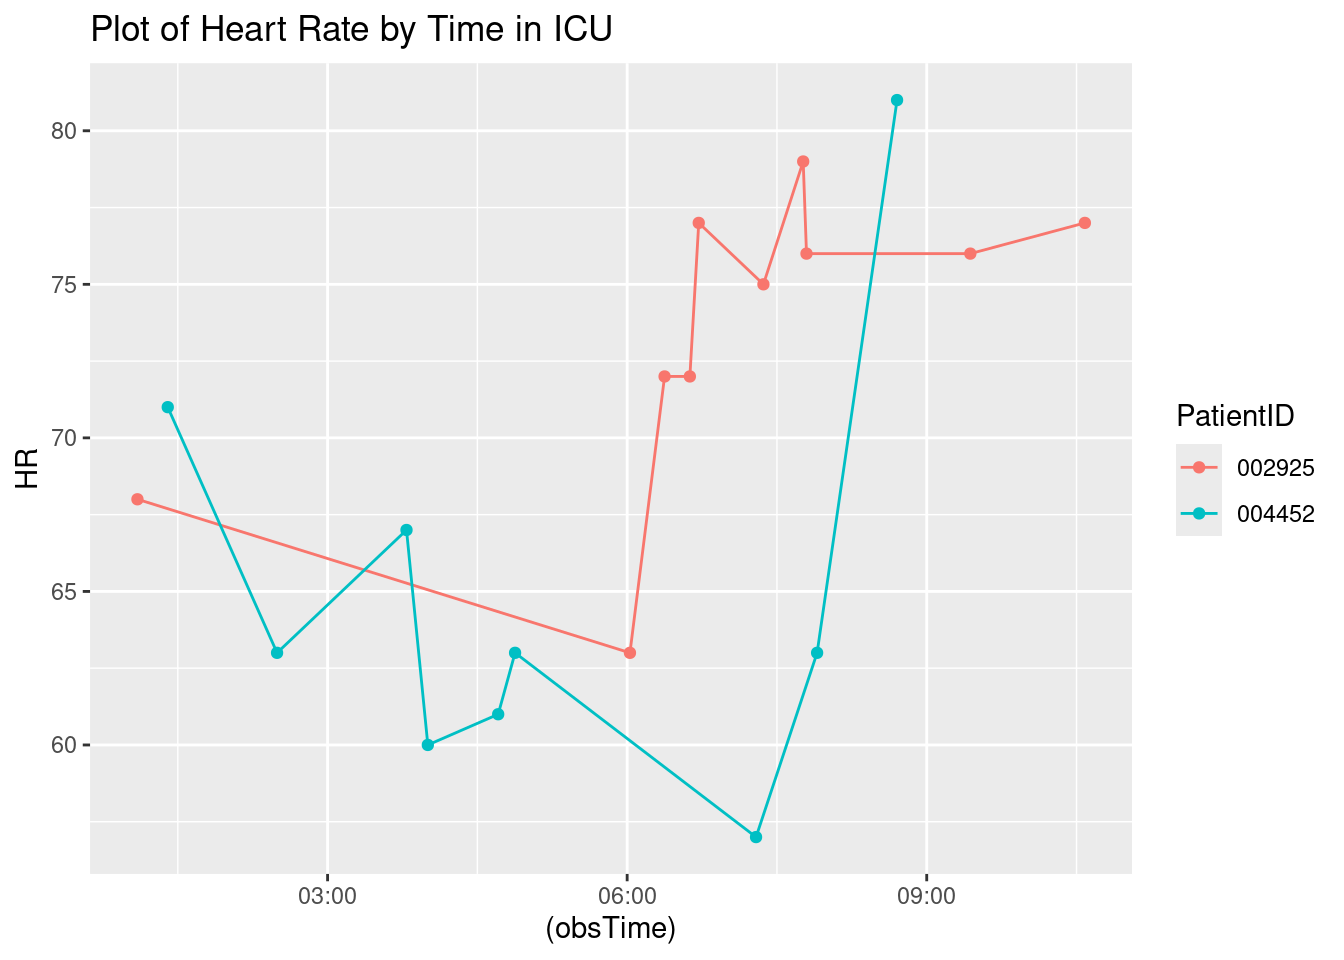 Plot of Heart Rate by Time in ICU
80
75
70
65
60
HR
03:00
06:00
09:00
(obsTime)
PatientID
002925
004452